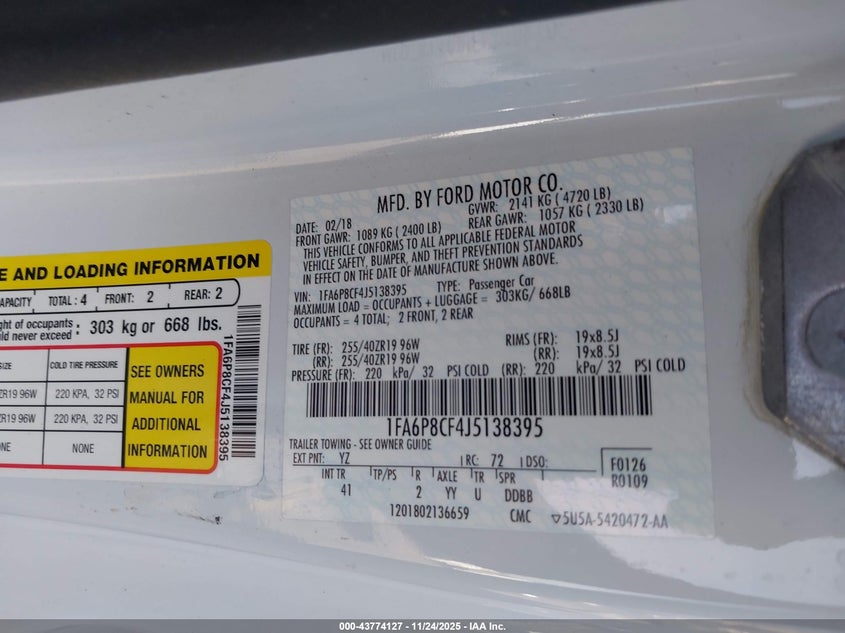 E AND LOADING INFORMATION
APACITY TOTAL: 4 FRONT: 2 REAR: 2
ght of occupants
uld never exceed : 303 kg or 668 lbs.
SIZE COLD TIRE PRESSURE
ZR19 96W 220 KPA, 32 PSI
ZR19 96W 220 KPA, 32 PSI
ONE NONE
SEE OWNERS
MANUAL FOR
ADDITIONAL
INFORMATION
1FA6P8CF4J5138395
MFD. BY FORD MOTOR CO.
DATE: 02/18 GVWR: 2141 KG ( 4720 LB)
FRONT GAWR: 1089 KG ( 2400 LB) REAR GAWR: 1057 KG ( 2330 LB)
THIS VEHICLE CONFORMS TO ALL APPLICABLE FEDERAL MOTOR
VEHICLE SAFETY, BUMPER, AND THEFT PREVENTION STANDARDS
IN EFFECT ON THE DATE OF MANUFACTURE SHOWN ABOVE.
VIN: 1FA6P8CF4J5138395 TYPE: Passenger Car
MAXIMUM LOAD = OCCUPANTS + LUGGAGE = 303KG/ 668LB
OCCUPANTS = 4 TOTAL; 2 FRONT, 2 REAR
TIRE (FR): 255/40ZR19 96W RIMS (FR): 19x8.5J
(RR): 255/40ZR19 96W (RR): 19x8.5J
PRESSURE (FR): 220 kPa/ 32 PSI COLD (RR): 220 kPa/ 32 PSI COLD
1FA6P8CF4J5138395
TRAILER TOWING - SEE OWNER GUIDE
EXT PNT: YZ RC: 72 DSO: F0126
INT TR TP/PS R AXLE TR SPR R0109
41 2 YY U DDBB
1201802136659 CMC ▽5U5A-5420472-AA
000-43774127 - 11/24/2025 - IAA Inc.